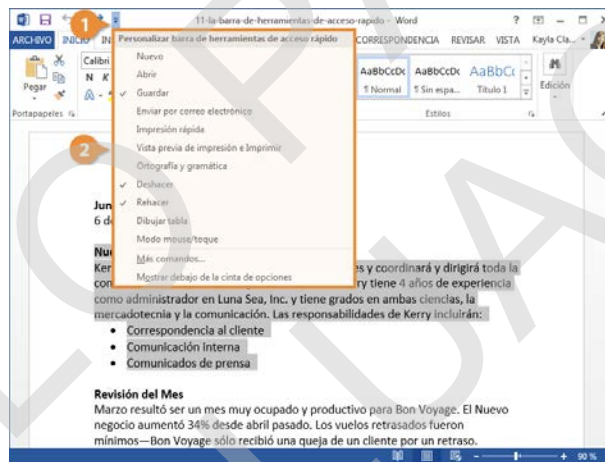 1
11-la-barra-de-herramientas-de-acceso-rapido - Word
ARCHIVO INICIO IN CORRESPONDENCIA REVISAR VISTA Kayla Cla...
Personalizar barra de herramientas de acceso rápido
Nuevo
Abrir
Guardar
Enviar por correo electrónico
Impresión rápida
2
Vista previa de impresión e Imprimir
Ortografía y gramática
Deshacer
Rehacer
Dibujar tabla
Modo mouse/toque
Más comandos...
Mostrar debajo de la cinta de opciones
Pegar
Portapapeles
Calibri
N K
AaBbCcDc AaBbCcDc AaBbCc
¶ Normal ¶ Sin espa... Título 1
Estilos
Edición
Jun
6 de
Nu
Ker es y coordinará y dirigirá toda la
com ry tiene 4 años de experiencia
como administrador en Luna Sea, Inc. y tiene grados en ambas ciencias, la
mercadotecnia y la comunicación. Las responsabilidades de Kerry incluirán:
• Correspondencia al cliente
• Comunicación interna
• Comunicados de prensa
Revisión del Mes
Marzo resultó ser un mes muy ocupado y productivo para Bon Voyage. El Nuevo
negocio aumentó 34% desde abril pasado. Los vuelos retrasados fueron
mínimos—Bon Voyage sólo recibió una queja de un cliente por un retraso.
90 %